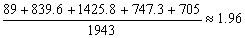 89 + 839.6 + 1425.8 + 747.3 + 705
1943
≈ 1.96